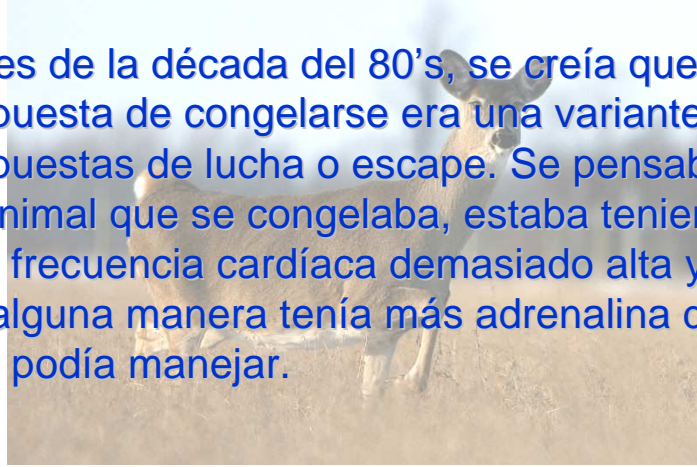 es de la década del 80's, se creía que
puesta de congelarse era una variante
puestas de lucha o escape. Se pensab
nimal que se congelaba, estaba tenien
frecuencia cardíaca demasiado alta y
alguna manera tenía más adrenalina
podía manejar.